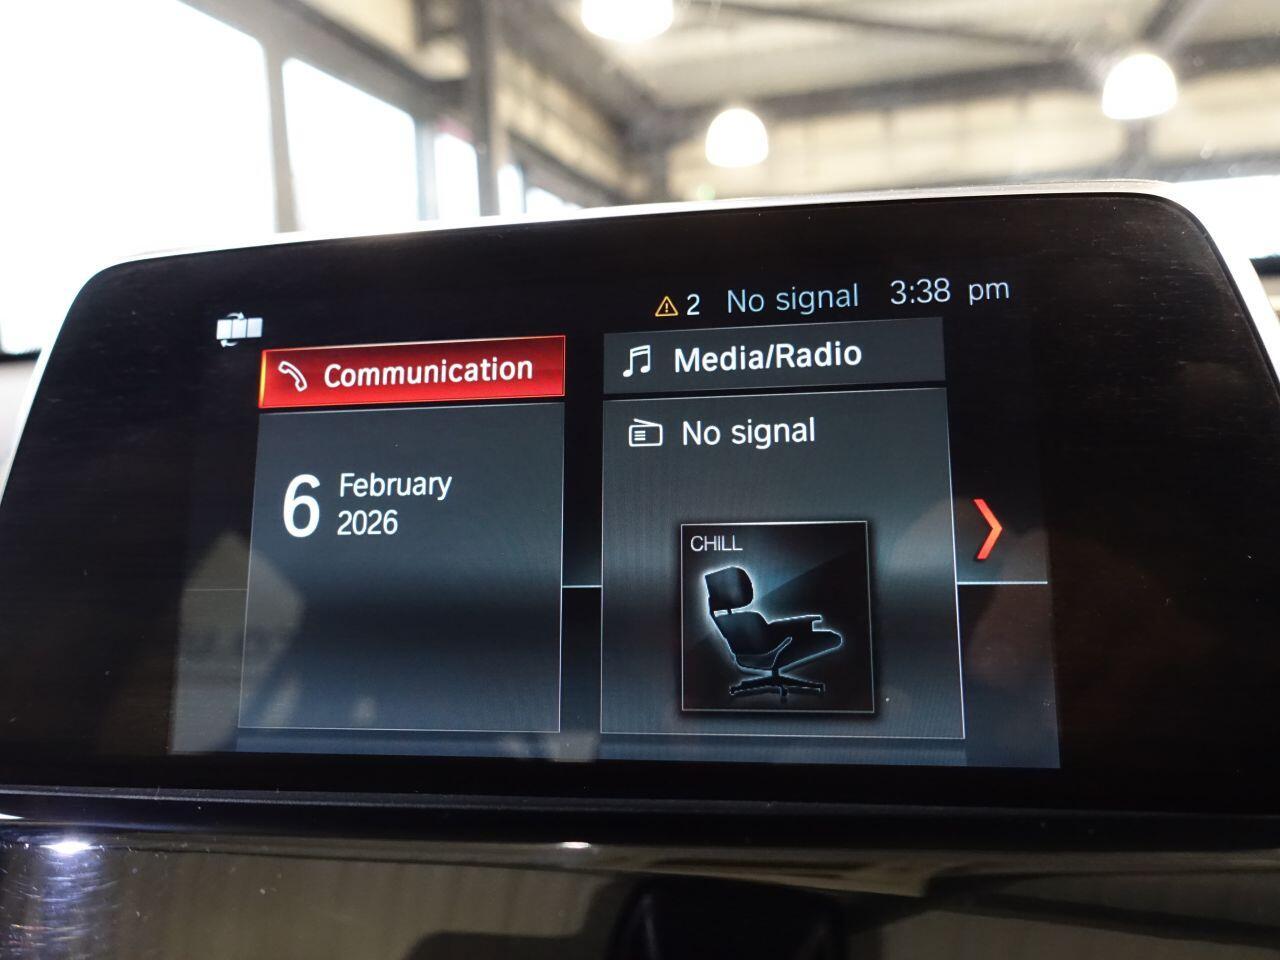 2 No signal 3:38 pm
Communication
Media/Radio
6 February
2026
No signal
CHILL